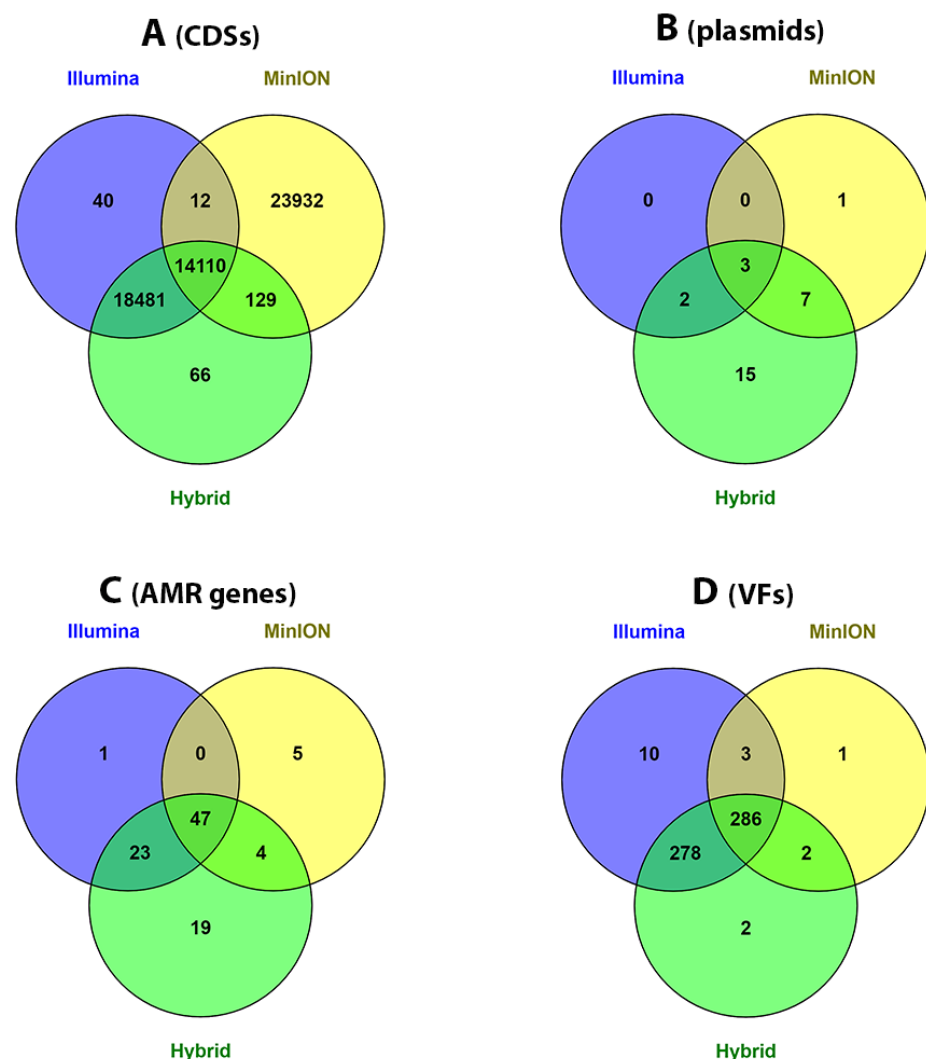 A (CDSs)
Illumina MinION
40 12 23932
14110
18481 129
66
Hybrid
B (plasmids)
Illumina MinION
0 0 1
3
2 7
15
Hybrid
C (AMR genes)
Illumina MinION
1 0 5
47
23 4
19
Hybrid
D (VFs)
Illumina MinION
10 3 1
286
278 2
2
Hybrid